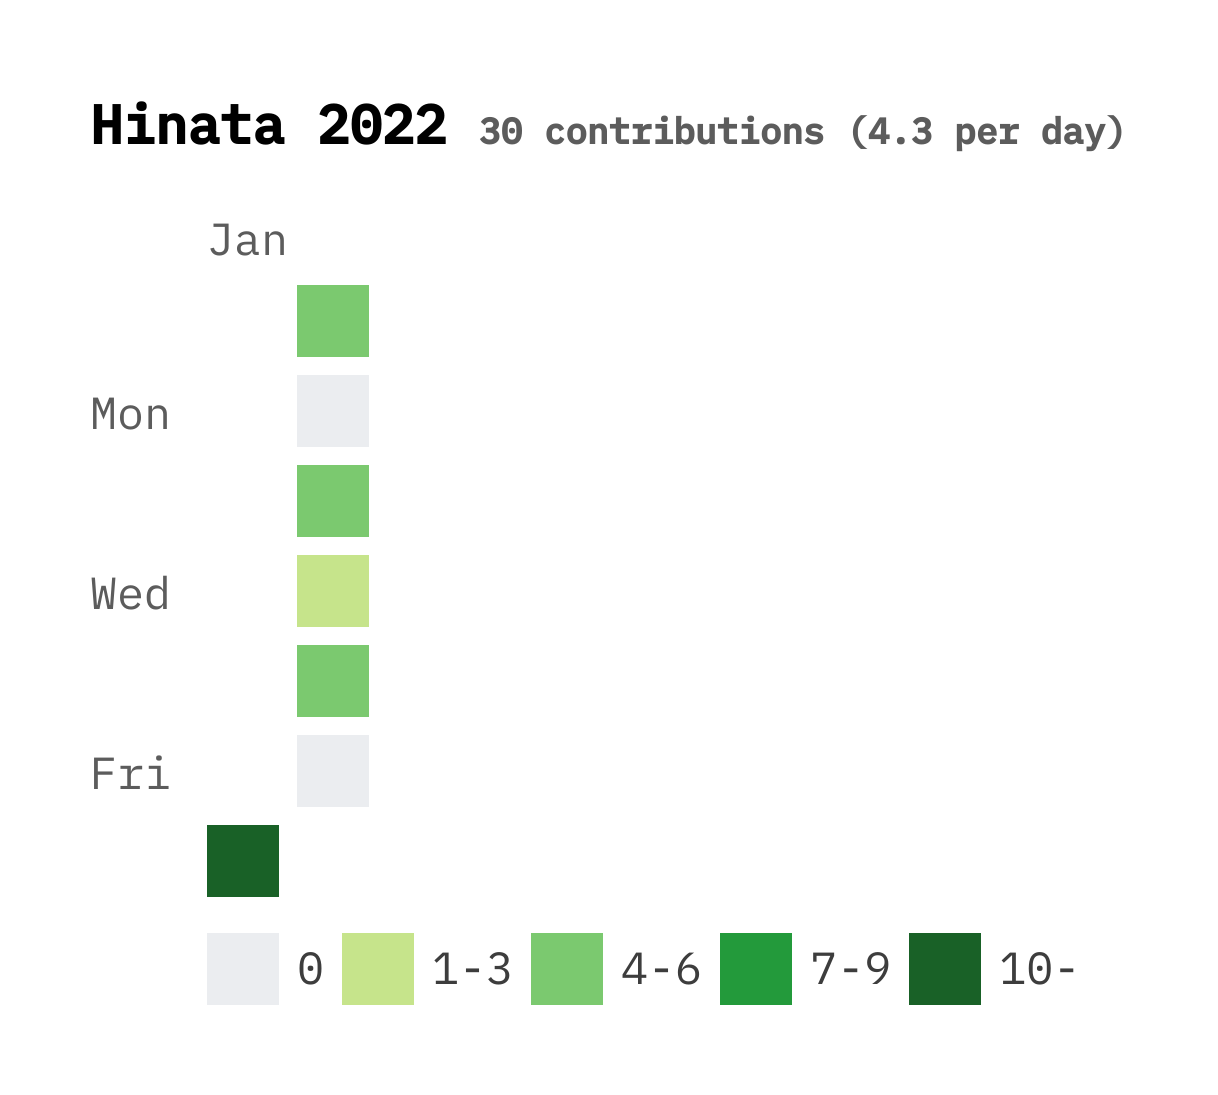 Hinata 2022 30 contributions (4.3 per day)
Jan
Mon
Wed
Fri
0 1-3 4-6 7-9 10-